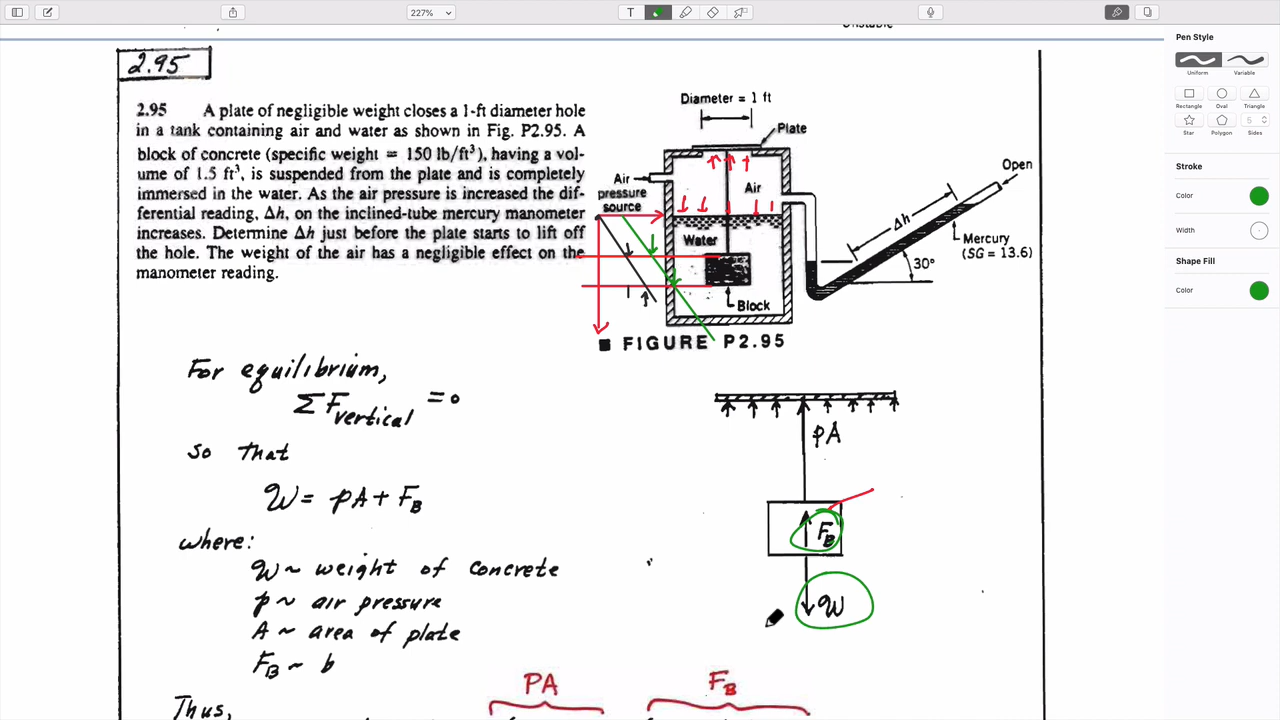 227%
T
Unstable
Pen Style
Uniform
Variable
Rectangle
Oval
Triangle
Star
Polygon
5
Sides
Stroke
Color
Width
Shape Fill
Color
2.95
2.95 A plate of negligible weight closes a 1-ft diameter hole
in a tank containing air and water as shown in Fig. P2.95. A
block of concrete (specific weight = 150 lb/ft³), having a vol-
ume of 1.5 ft³, is suspended from the plate and is completely
immersed in the water. As the air pressure is increased the dif-
ferential reading, Δh, on the inclined-tube mercury manometer
increases. Determine Δh just before the plate starts to lift off
the hole. The weight of the air has a negligible effect on the
manometer reading.
Diameter = 1 ft
Plate
Air
pressure
source
Air
Water
Block
Open
Δh
Mercury
(SG = 13.6)
30°
■ FIGURE P2.95
For equilibrium,
Σ F vertical = 0
so that
W = pA + F_B
where:
W ~ weight of concrete
p ~ air pressure
A ~ area of plate
F_B ~ b
Thus,
pA
F_B
W
PA
F_B